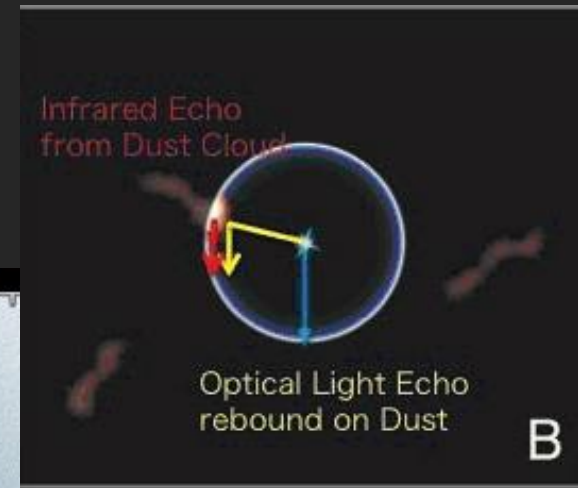 Infrared Echo
from Dust Cloud
Optical Light Echo
rebound on Dust
B